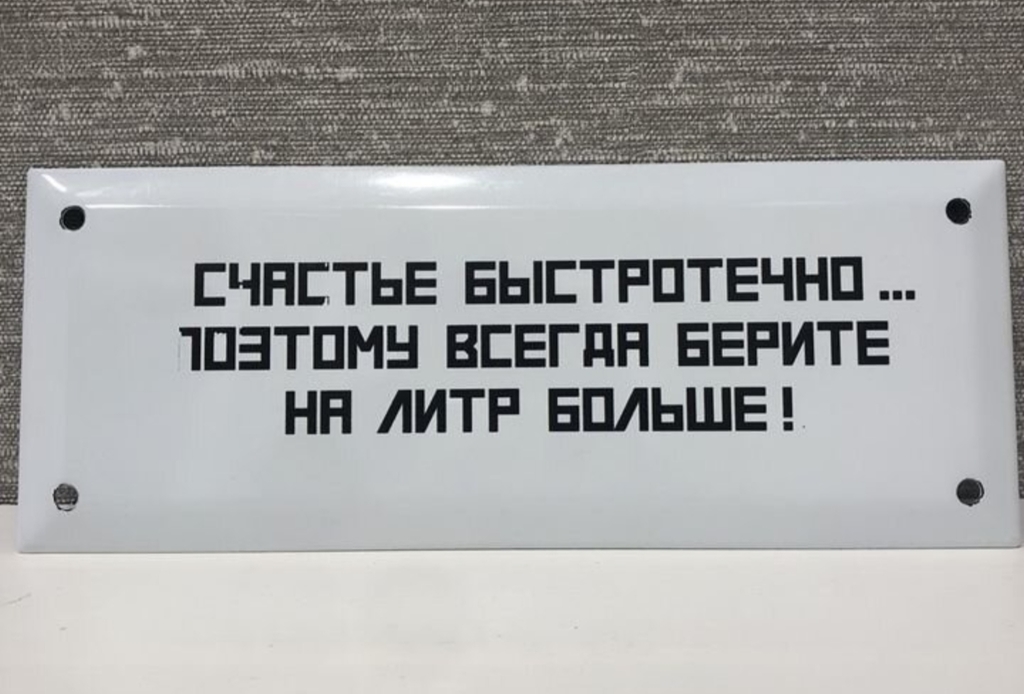 СЧАСТЬЕ БЫСТРОТЕЧНО...
ПОЭТОМУ ВСЕГДА БЕРИТЕ
НА ЛИТР БОЛЬШЕ!